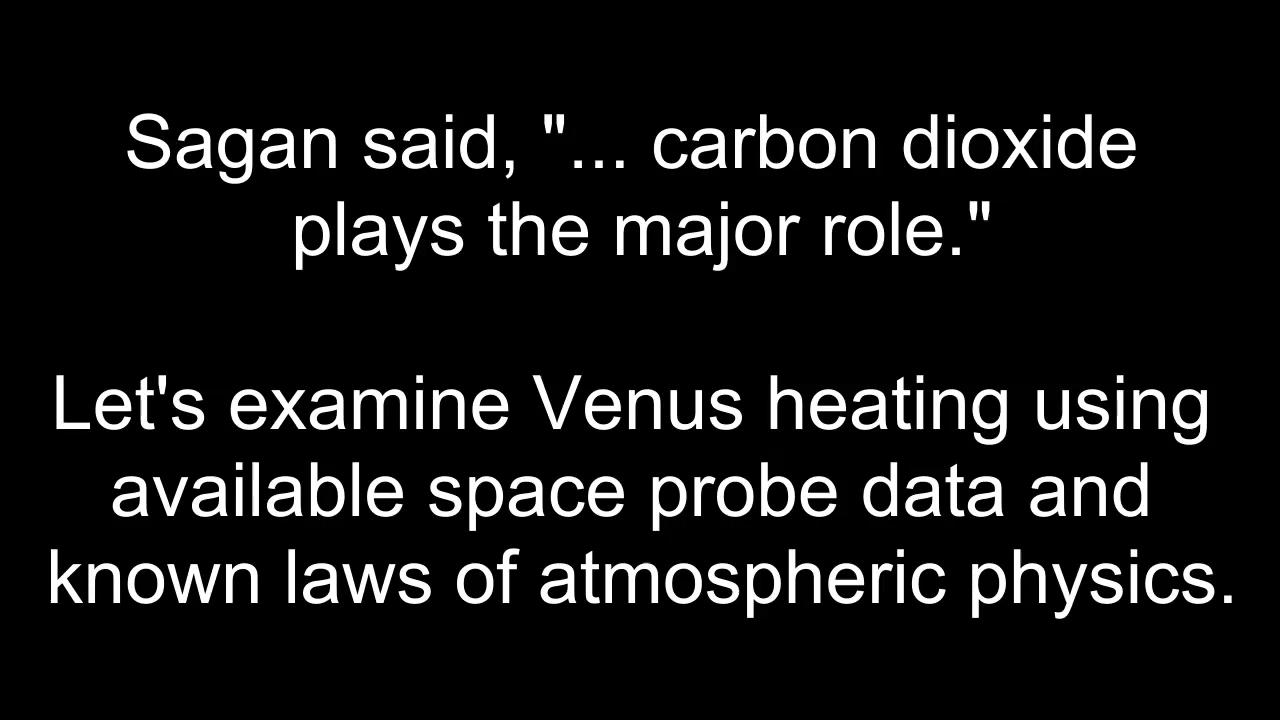 Sagan said, "... carbon dioxide
plays the major role."
Let's examine Venus heating using
available space probe data and
known laws of atmospheric physics.